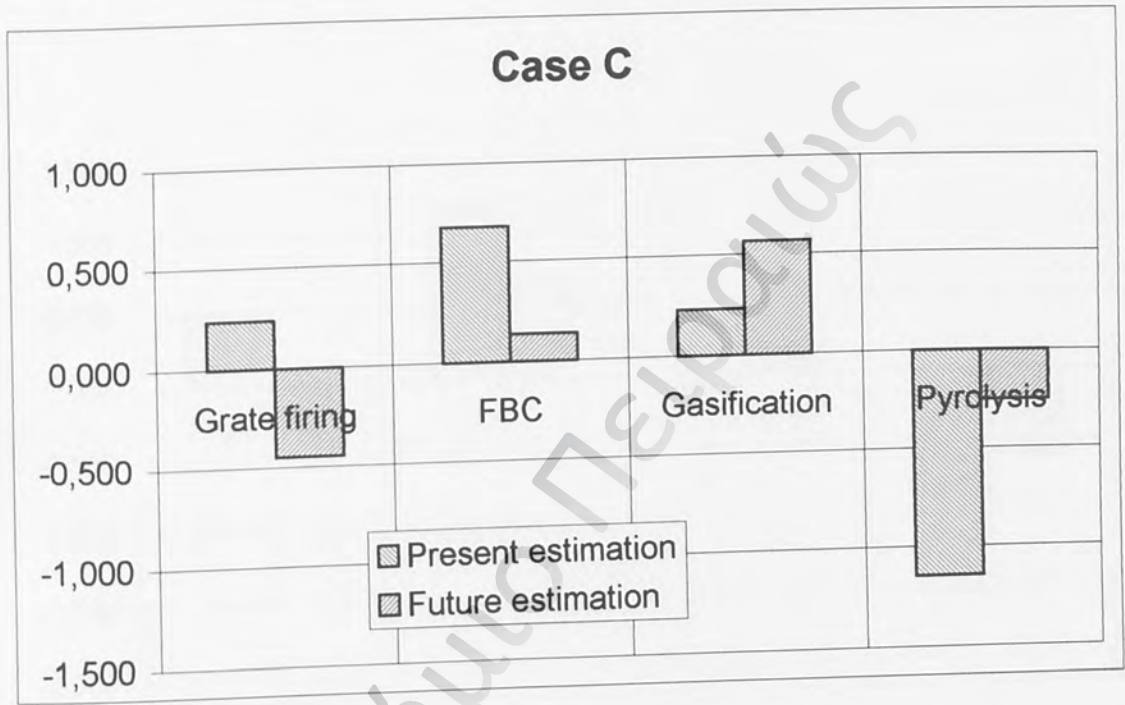 Case C
1,000
0,500
0,000
-0,500
-1,000
-1,500
Grate firing
FBC
Gasification
Pyrolysis
Present estimation
Future estimation
Πειραιώς